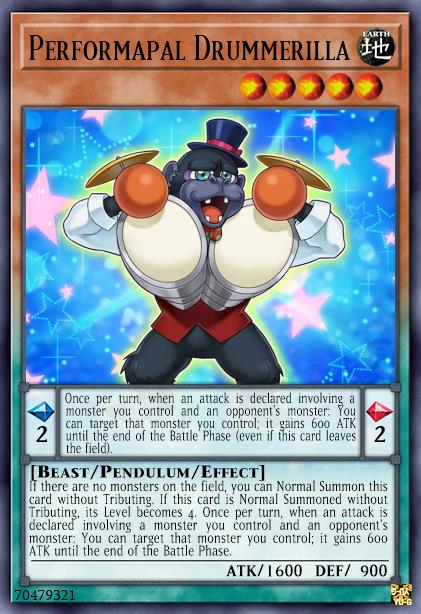 PERFORMAPAL DRUMMERILLA
EARTH
地
Once per turn, when an attack is declared involving a
monster you control and an opponent's monster: You
can target that monster you control; it gains 600 ATK
until the end of the Battle Phase (even if this card leaves
the field).
2
2
[BEAST/PENDULUM/EFFECT]
If there are no monsters on the field, you can Normal Summon this
card without Tributing. If this card is Normal Summoned without
Tributing, its Level becomes 4. Once per turn, when an attack is
declared involving a monster you control and an opponent's
monster: You can target that monster you control; it gains 600
ATK until the end of the Battle Phase.
ATK/1600 DEF/ 900
70479321